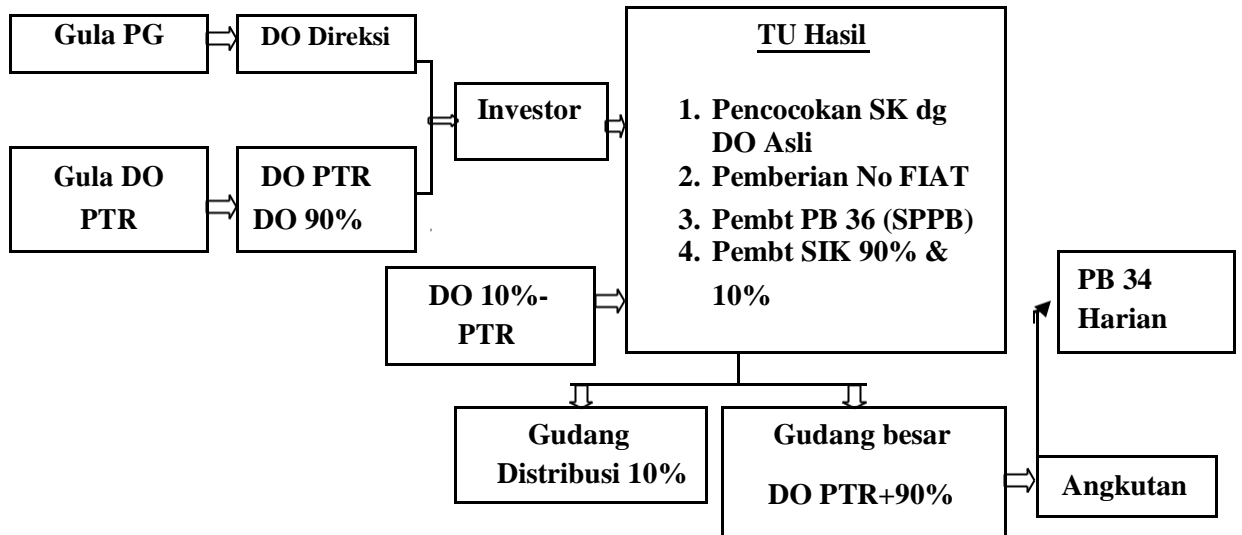 Gula PG
DO Direksi
Gula DO
PTR
DO PTR
DO 90%
Investor
DO 10%-
PTR
TU Hasil
1. Pencocokan SK dg
DO Asli
2. Pemberian No FIAT
3. Pembt PB 36 (SPPB)
4. Pembt SIK 90% &
10%
Gudang
Distribusi 10%
Gudang besar
DO PTR+90%
Angkutan
PB 34
Harian